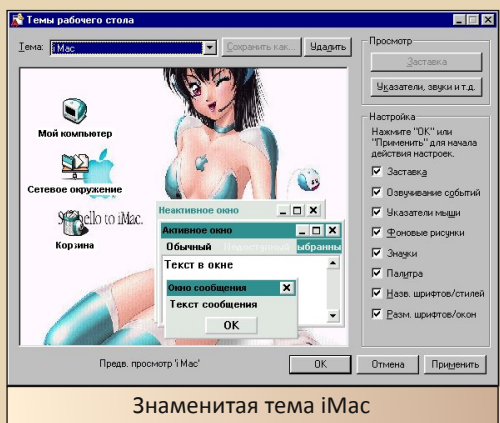 Темы рабочего стола
Тема: iMac
Сохранить как...
Удалить
Просмотр
Заставка
Указатели, звуки и т.д.
Мой компьютер
Сетевое окружение
Say hello to iMac.
Корзина
Неактивное окно
Активное окно
Обычный Недоступный ыбранны
Текст в окне
Окно сообщения
Текст сообщения
OK
Настройка
Нажмите "OK" или
"Применить" для начала
действия настроек.
Заставка
Озвучивание событий
Указатели мыши
Фоновые рисунки
Значки
Палитра
Назв. шрифтов/стилей
Разм. шрифтов/окон
Предв. просмотр 'iMac'
OK
Отмена
Применить
Знаменитая тема iMac